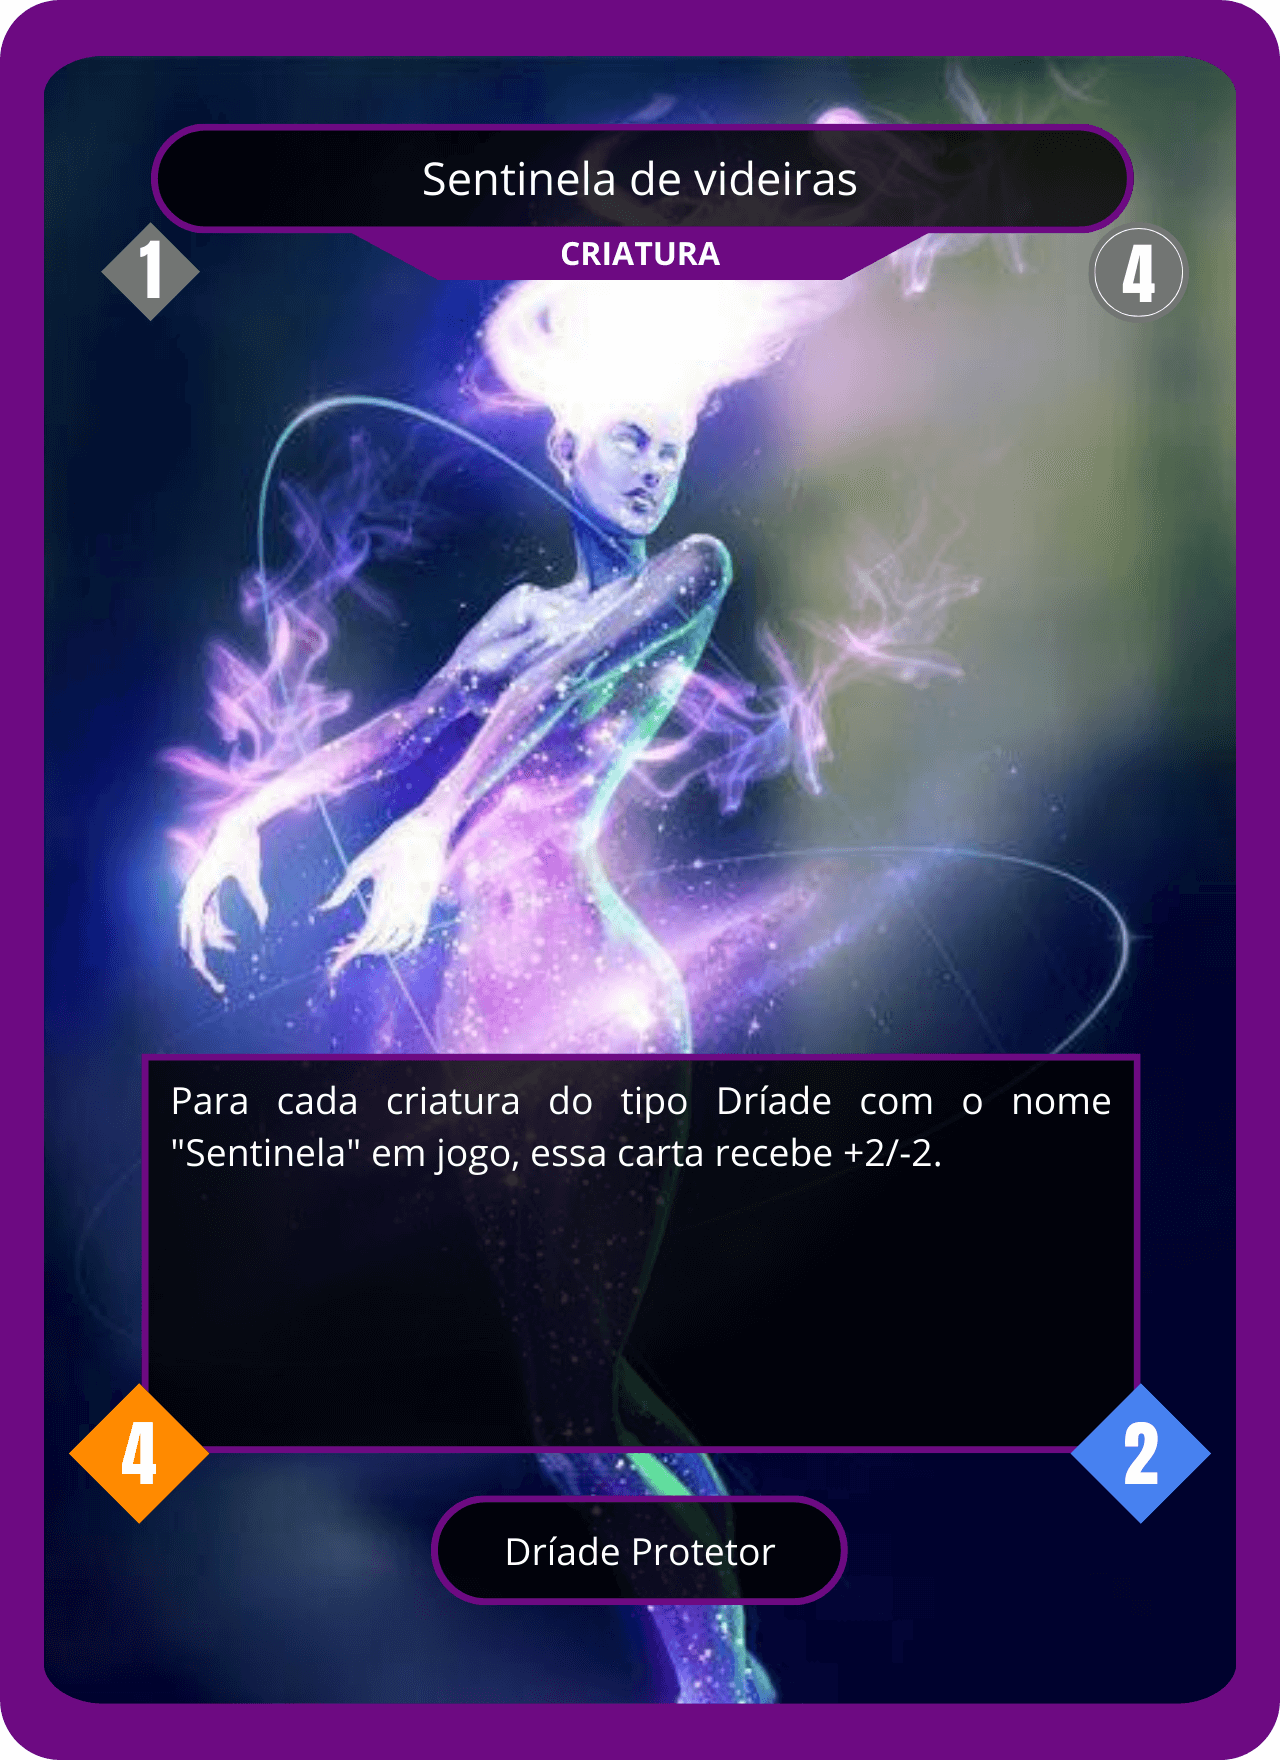 Sentinela de videiras
CRIATURA
1
4
Para cada criatura do tipo Dríade com o nome
"Sentinela" em jogo, essa carta recebe +2/-2.
4
2
Dríade Protetor